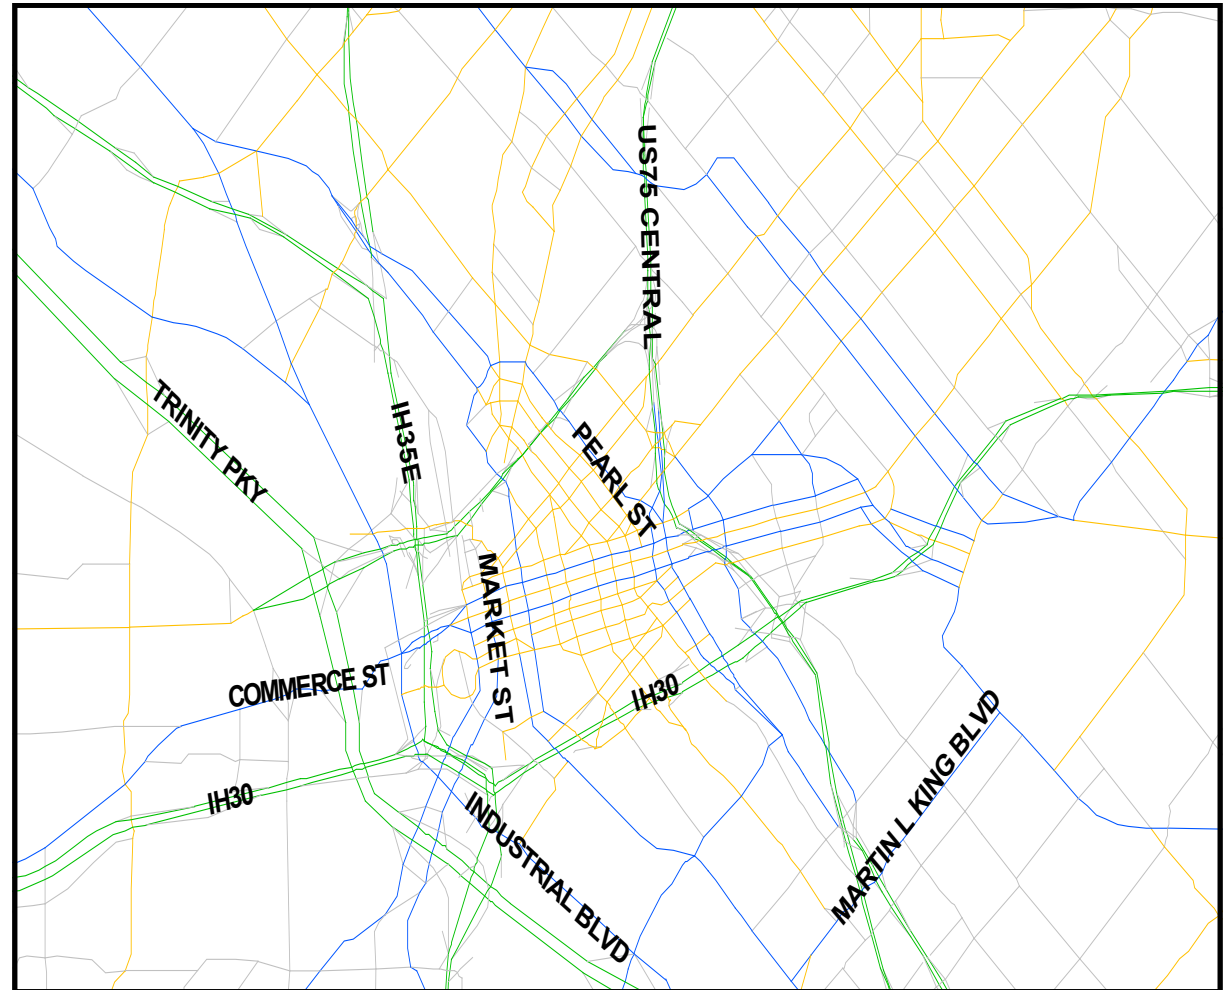 US75 CENTRAL
TRINITY PKY
IH35E
PEARL ST
MARKET ST
COMMERCE ST
IH30
IH30
INDUSTRIAL BLVD
MARTIN L KING BLVD